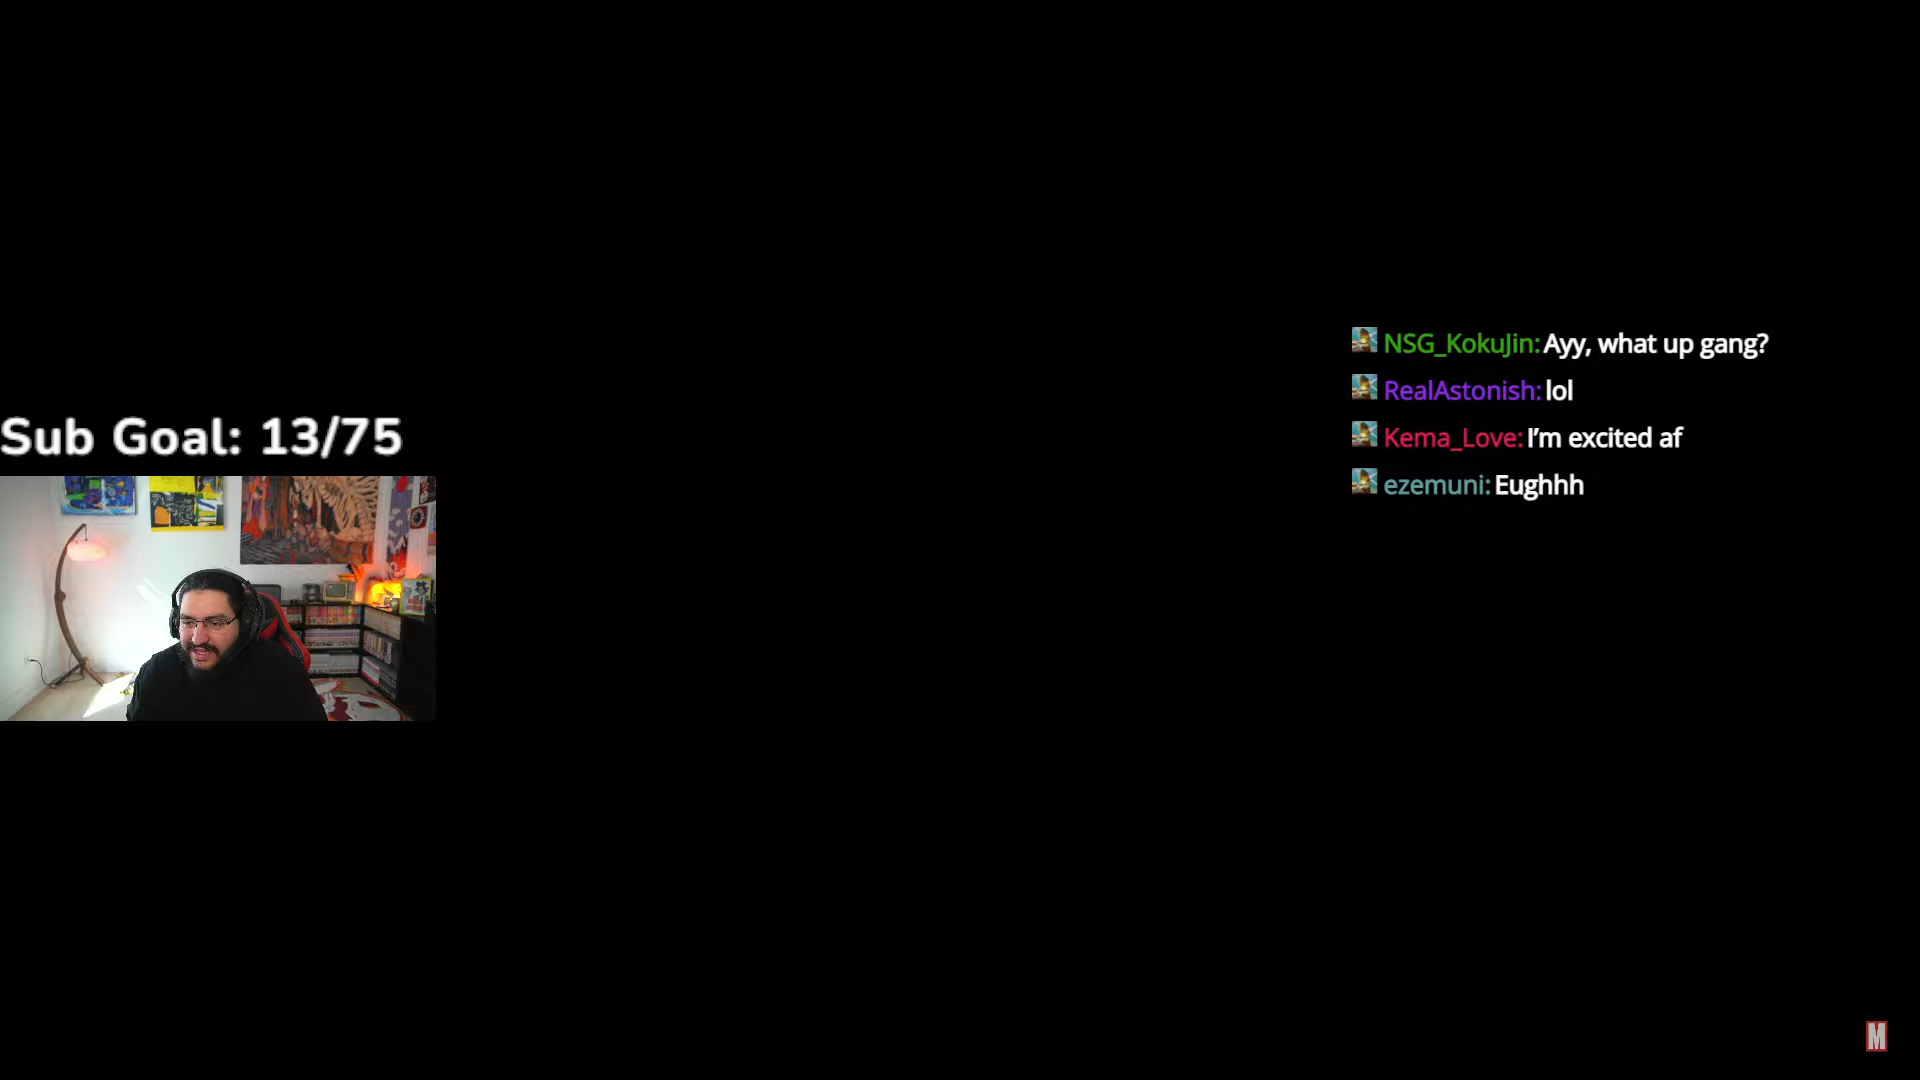 NSG_KokuJin: Ayy, what up gang?
RealAstonish: lol
Kema_Love: I'm excited af
ezemuni: Eughhh
Sub Goal: 13/75
M